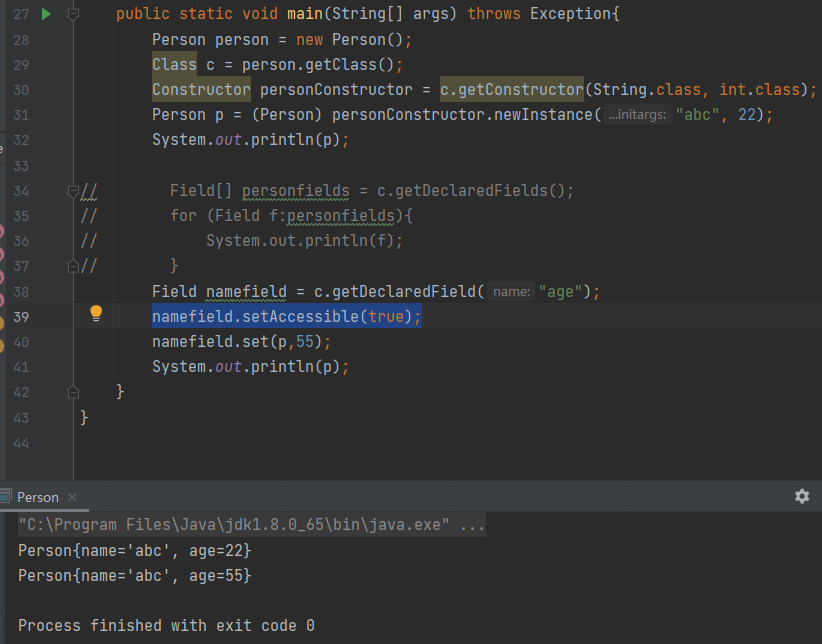 27 public static void main(String[] args) throws Exception{
28 Person person = new Person();
29 Class c = person.getClass();
30 Constructor personConstructor = c.getConstructor(String.class, int.class);
31 Person p = (Person) personConstructor.newInstance( ...initargs: "abc", 22);
32 System.out.println(p);
33
34 // Field[] personfields = c.getDeclaredFields();
35 // for (Field f:personfields){
36 // System.out.println(f);
37 // }
38 Field namefield = c.getDeclaredField( name: "age");
39 namefield.setAccessible(true);
40 namefield.set(p,55);
41 System.out.println(p);
42 }
43 }
44
Person ×
"C:\Program Files\Java\jdk1.8.0_65\bin\java.exe" ...
Person{name='abc', age=22}
Person{name='abc', age=55}
Process finished with exit code 0